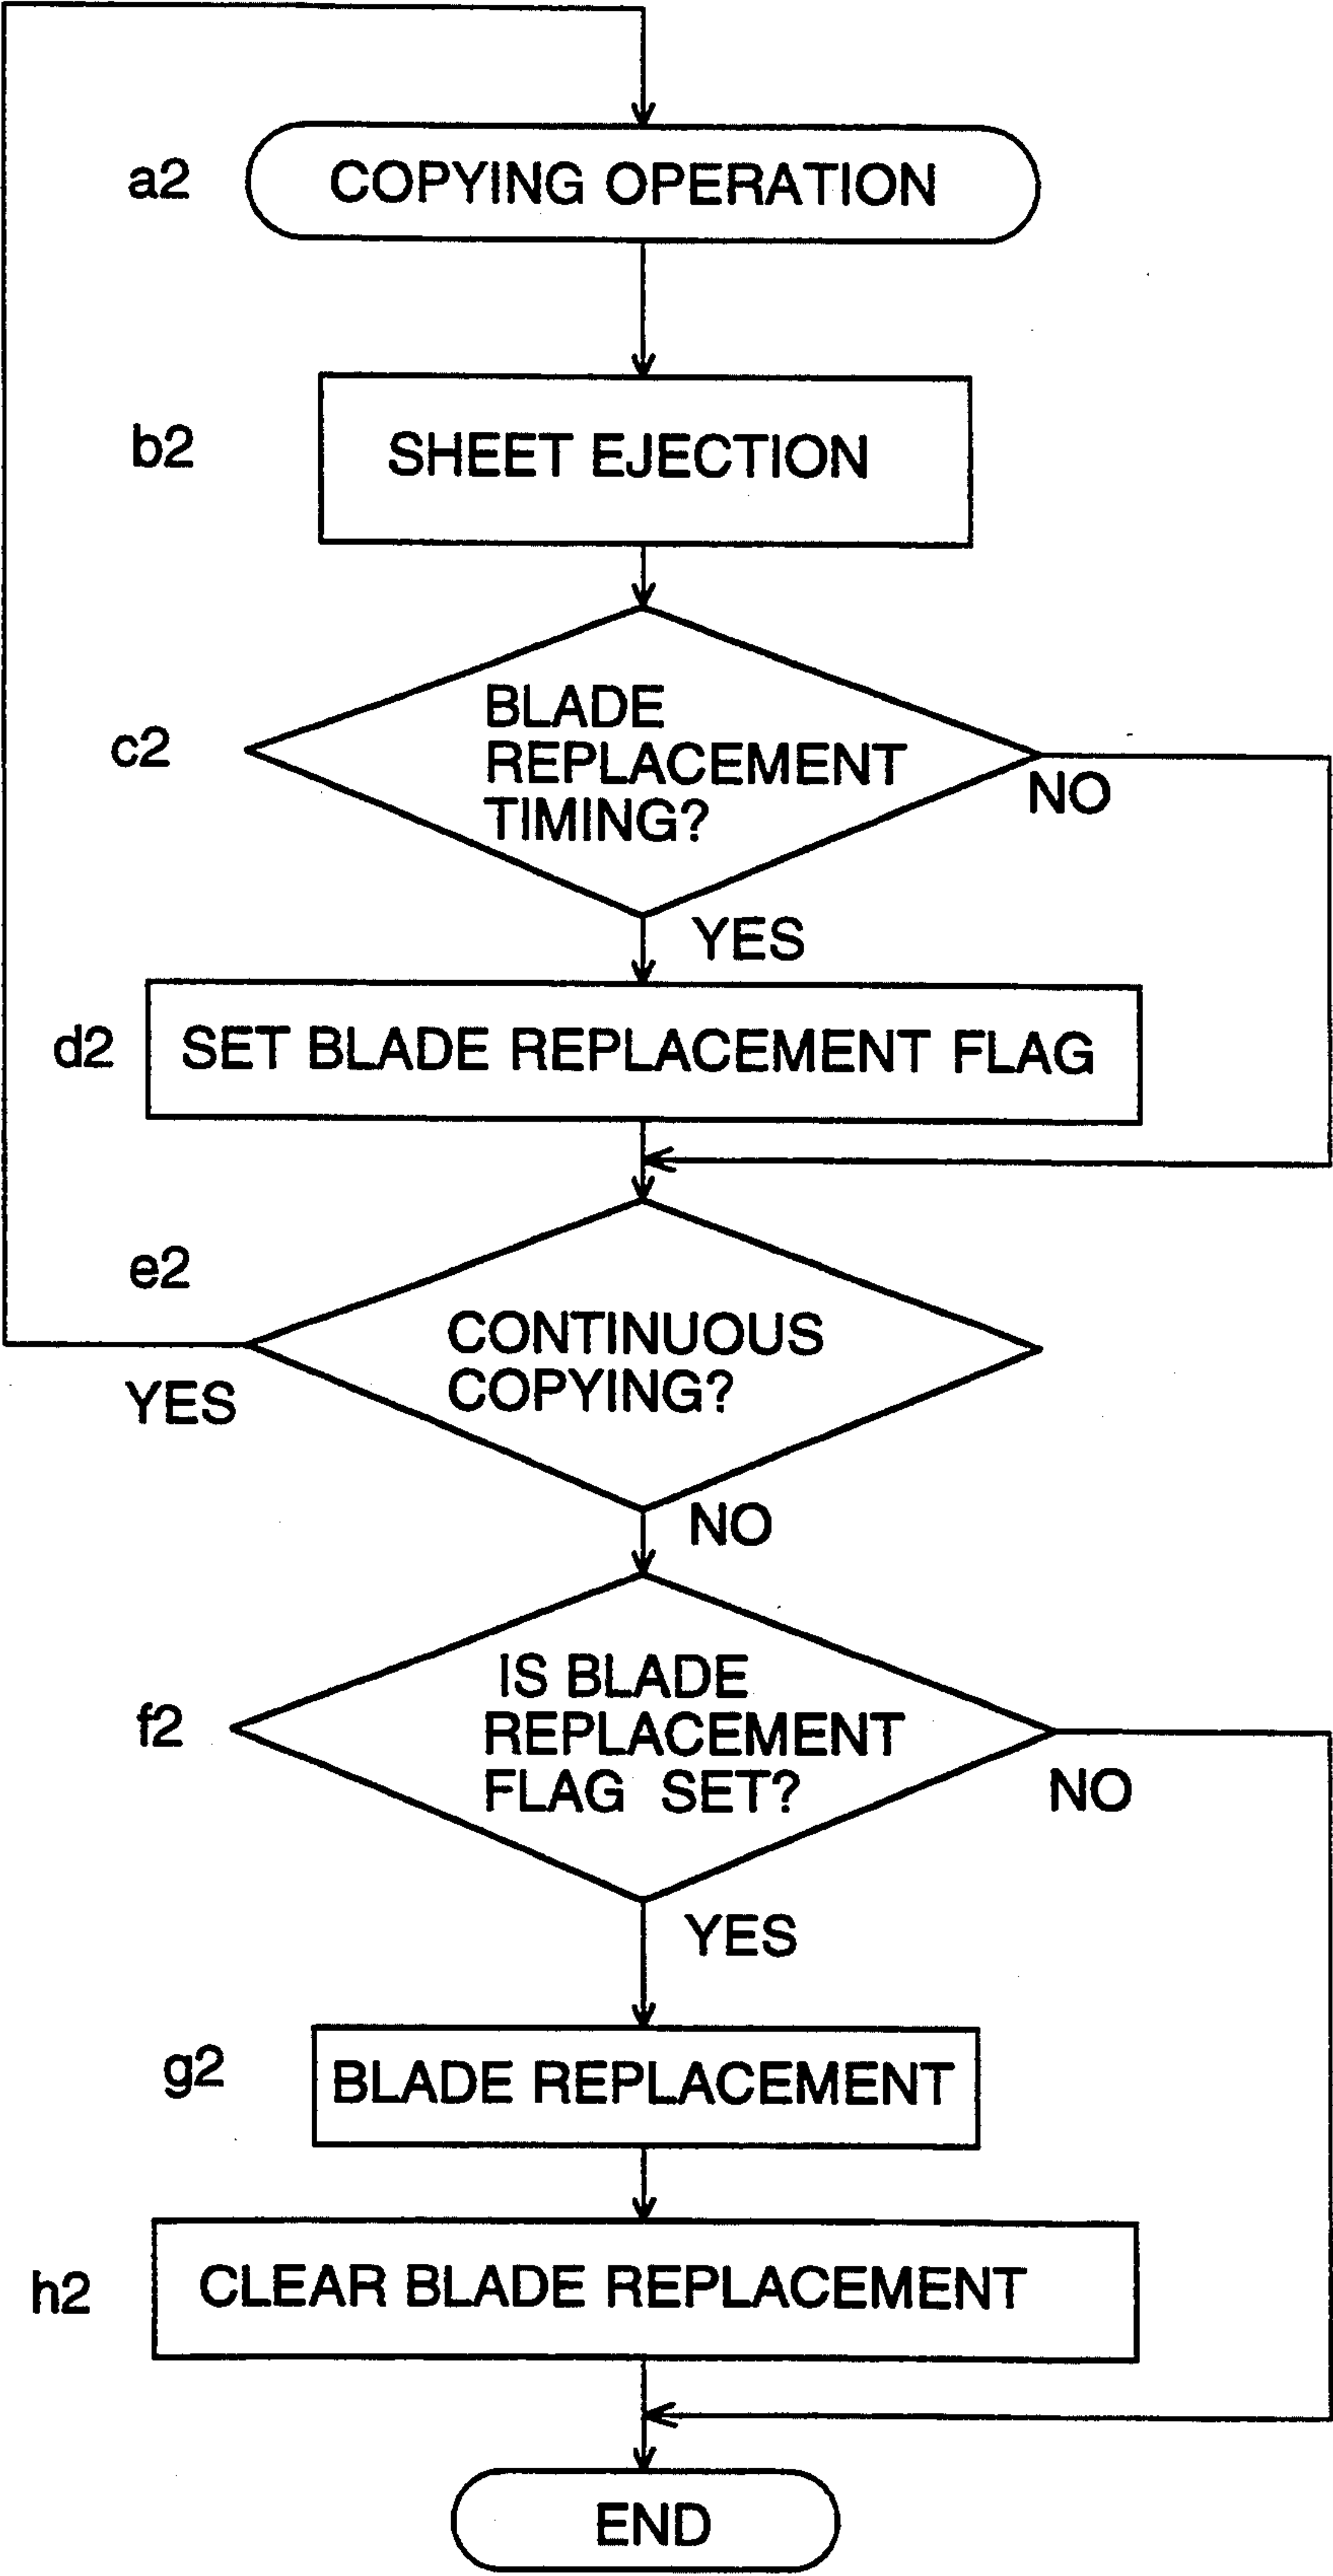 a2
COPYING OPERATION
b2
SHEET EJECTION
c2
BLADE
REPLACEMENT
TIMING?
NO
YES
d2
SET BLADE REPLACEMENT FLAG
e2
CONTINUOUS
COPYING?
YES
NO
f2
IS BLADE
REPLACEMENT
FLAG SET?
NO
YES
g2
BLADE REPLACEMENT
h2
CLEAR BLADE REPLACEMENT
END